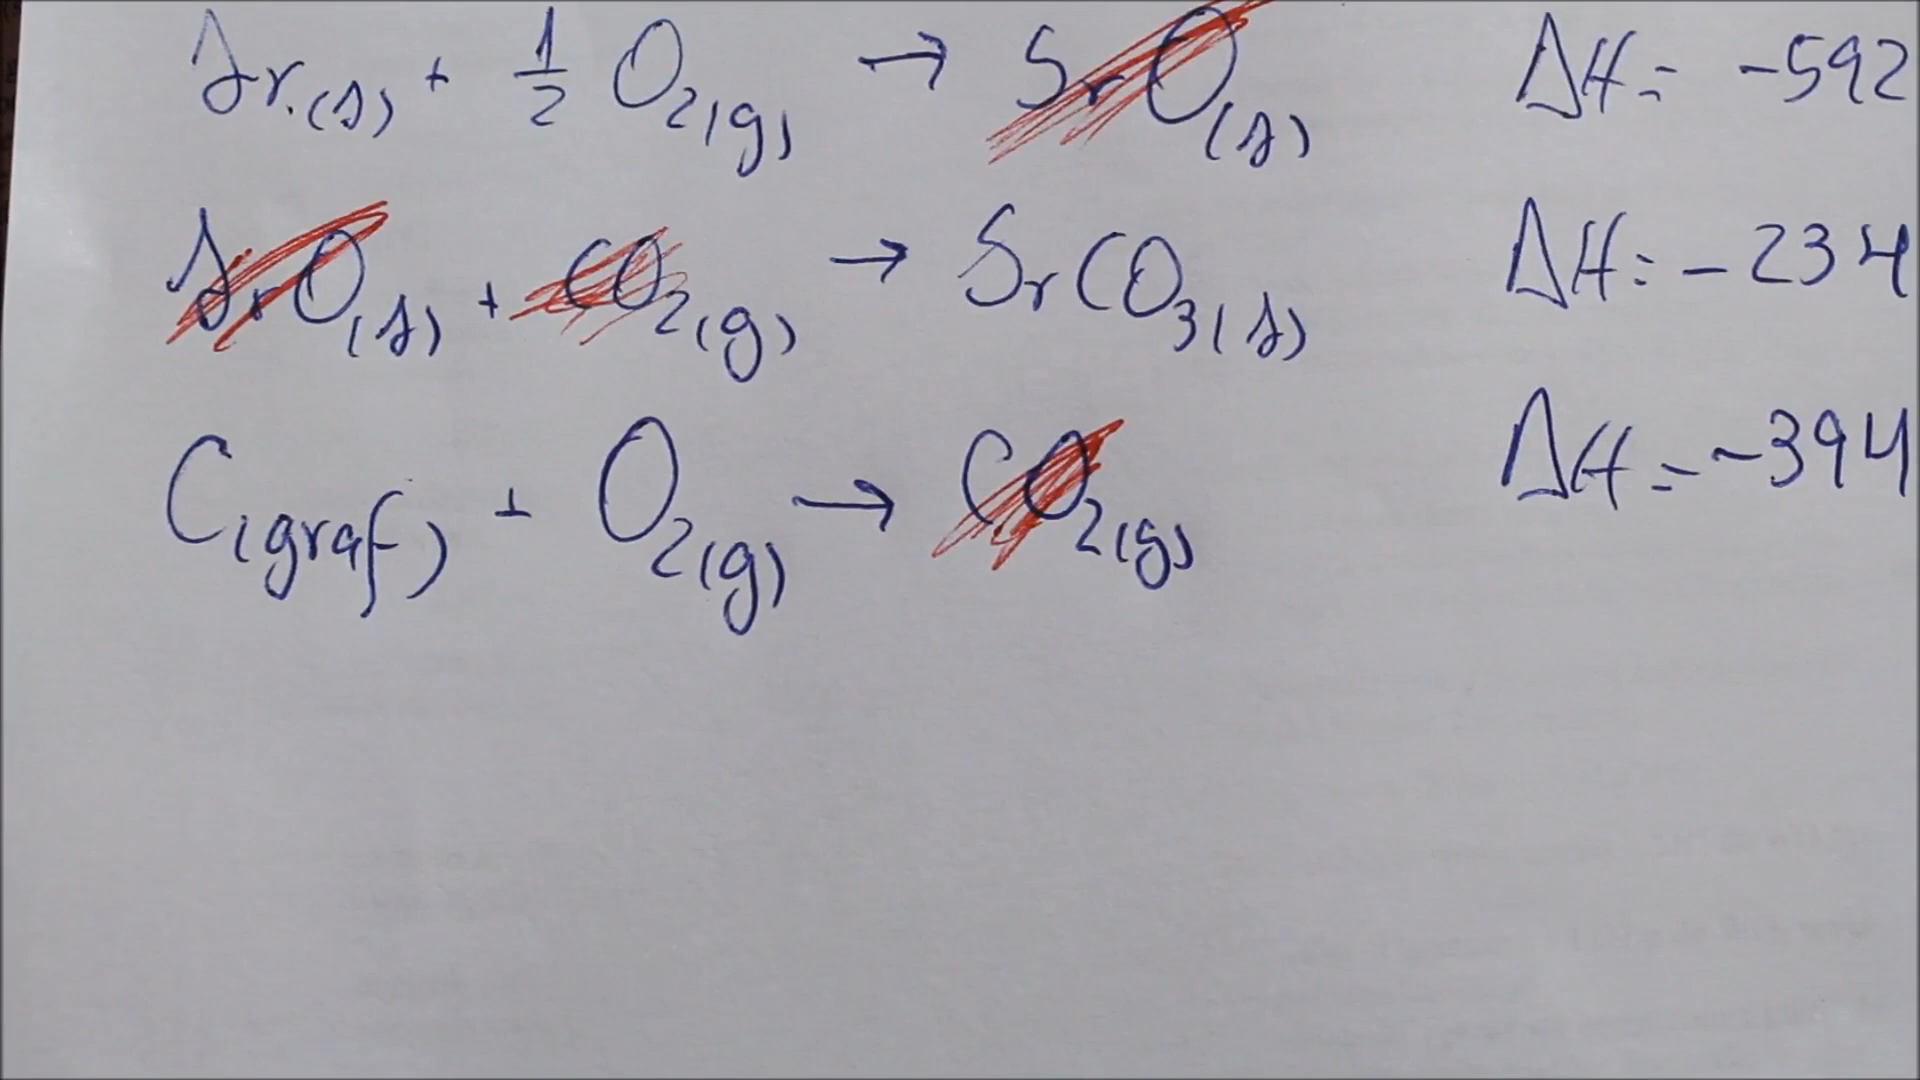 Sr(s) + 1/2 O2(g) → SrO(s) ΔH = -592
SrO(s) + CO2(g) → SrCO3(s) ΔH = -234
C(graf) + O2(g) → CO2(g) ΔH = -394